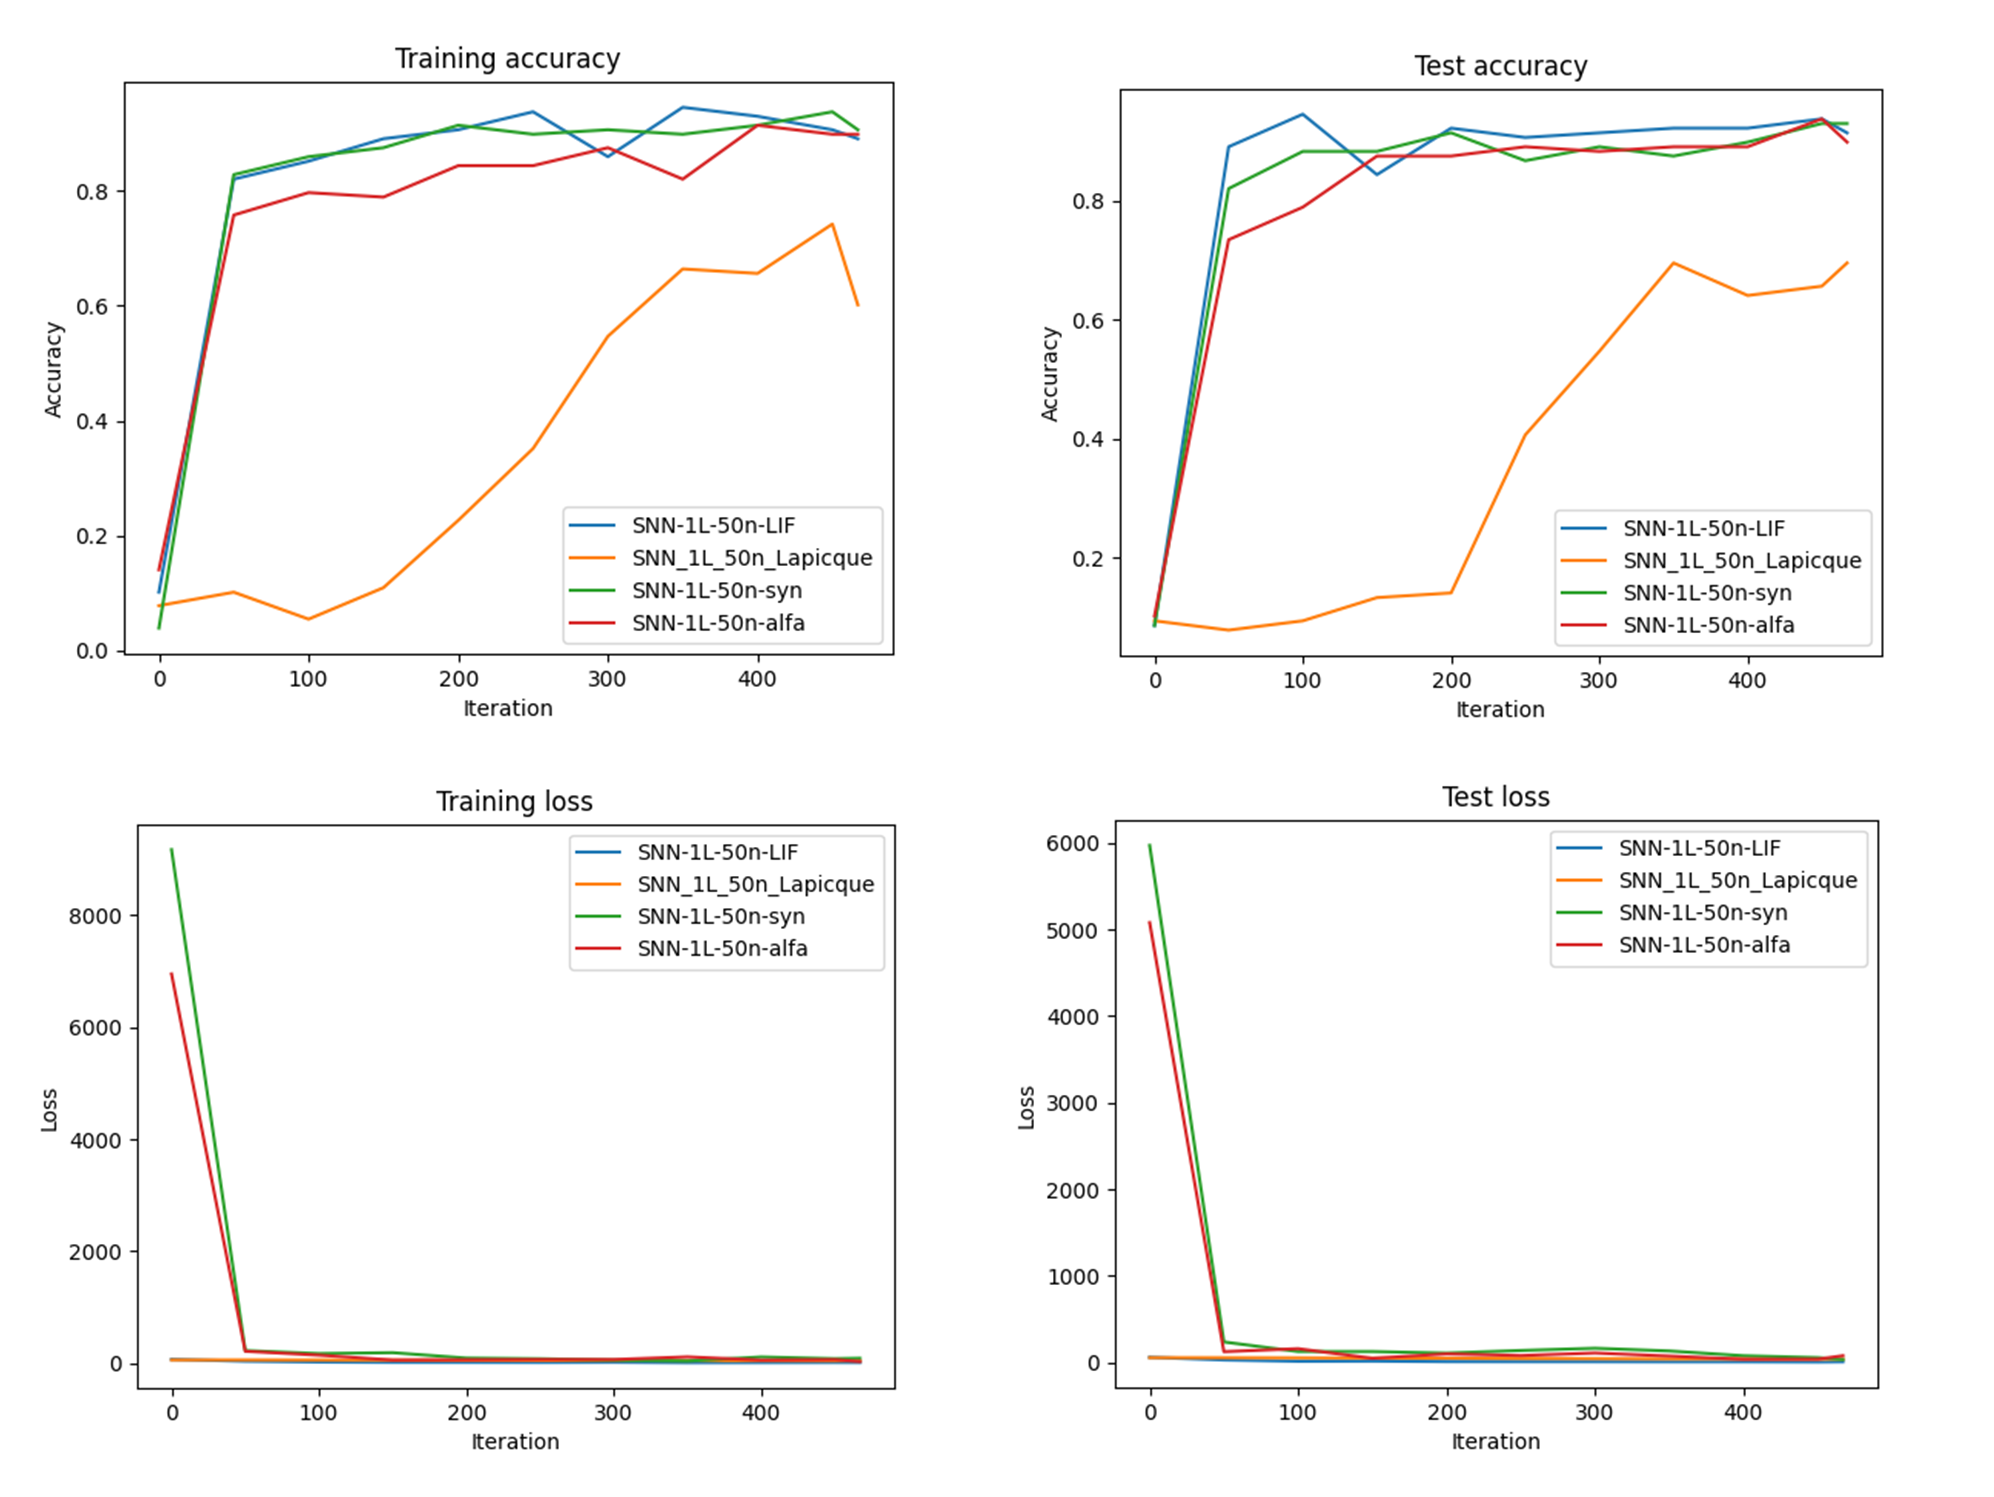 Training accuracy
Accuracy
0.8
0.6
0.4
0.2
0.0
SNN-1L-50n-LIF
SNN_1L_50n_Lapicque
SNN-1L-50n-syn
SNN-1L-50n-alfa
0 100 200 300 400
Iteration
Test accuracy
Accuracy
0.8
0.6
0.4
0.2
SNN-1L-50n-LIF
SNN_1L_50n_Lapicque
SNN-1L-50n-syn
SNN-1L-50n-alfa
0 100 200 300 400
Iteration
Training loss
Loss
8000
6000
4000
2000
0
SNN-1L-50n-LIF
SNN_1L_50n_Lapicque
SNN-1L-50n-syn
SNN-1L-50n-alfa
0 100 200 300 400
Iteration
Test loss
Loss
6000
5000
4000
3000
2000
1000
0
SNN-1L-50n-LIF
SNN_1L_50n_Lapicque
SNN-1L-50n-syn
SNN-1L-50n-alfa
0 100 200 300 400
Iteration